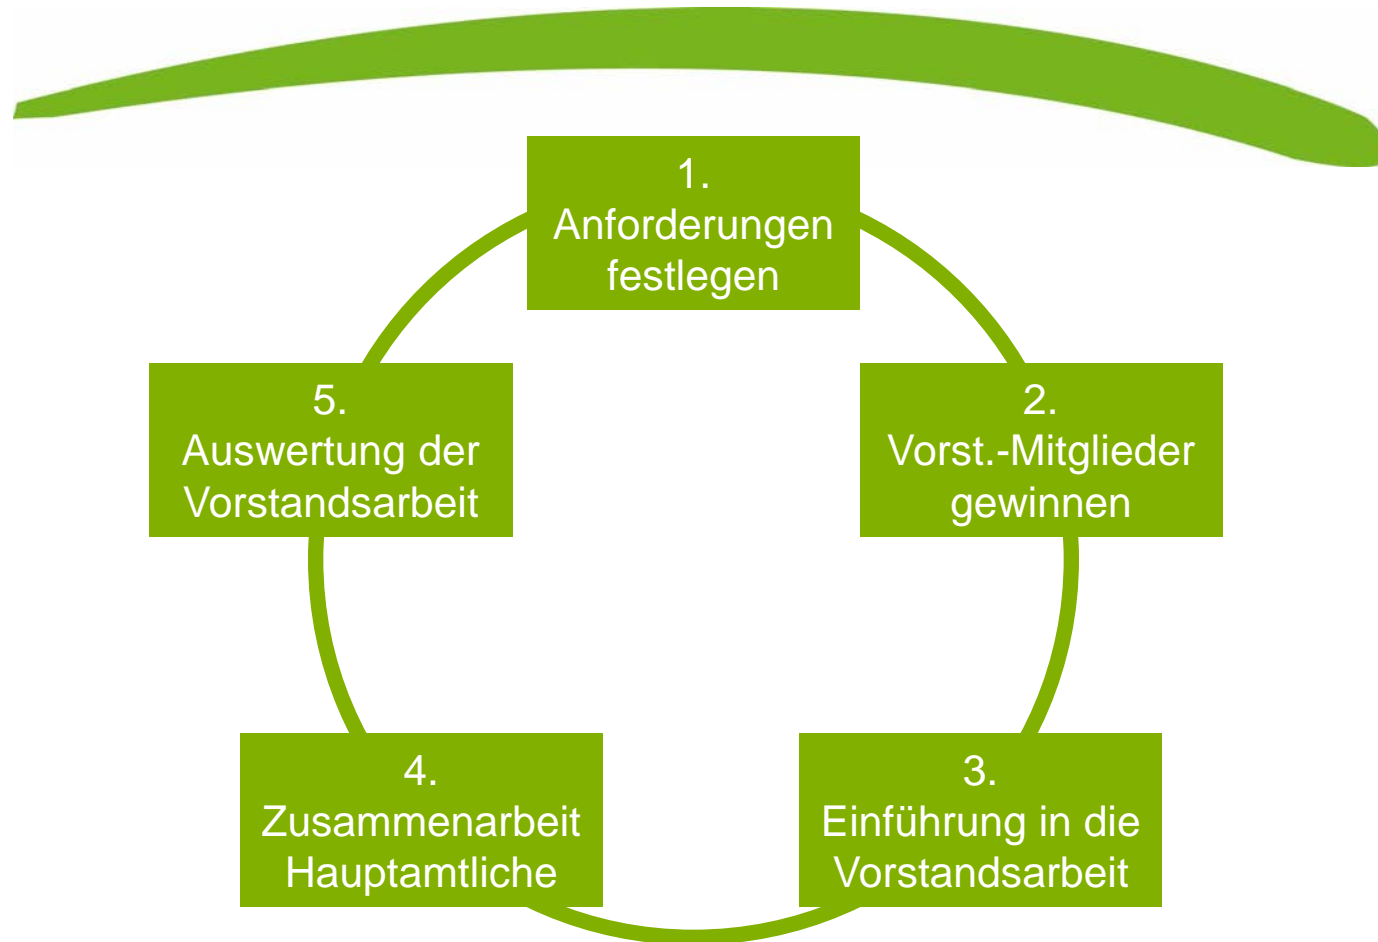 1.
Anforderungen
festlegen
2.
Vorst.-Mitglieder
gewinnen
3.
Einführung in die
Vorstandsarbeit
4.
Zusammenarbeit
Hauptamtliche
5.
Auswertung der
Vorstandsarbeit